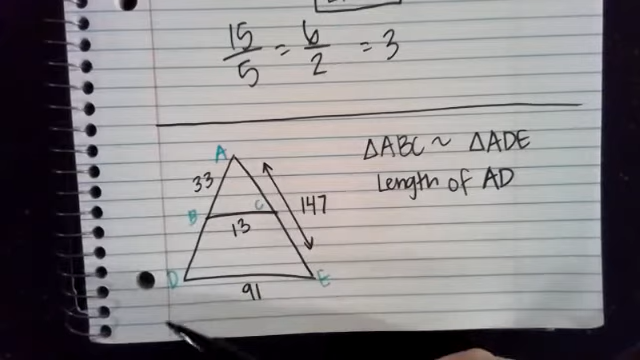 15/5 = 6/2 = 3
ΔABC ~ ΔADE
Length of AD
A
33
B
C
147
13
D
E
91